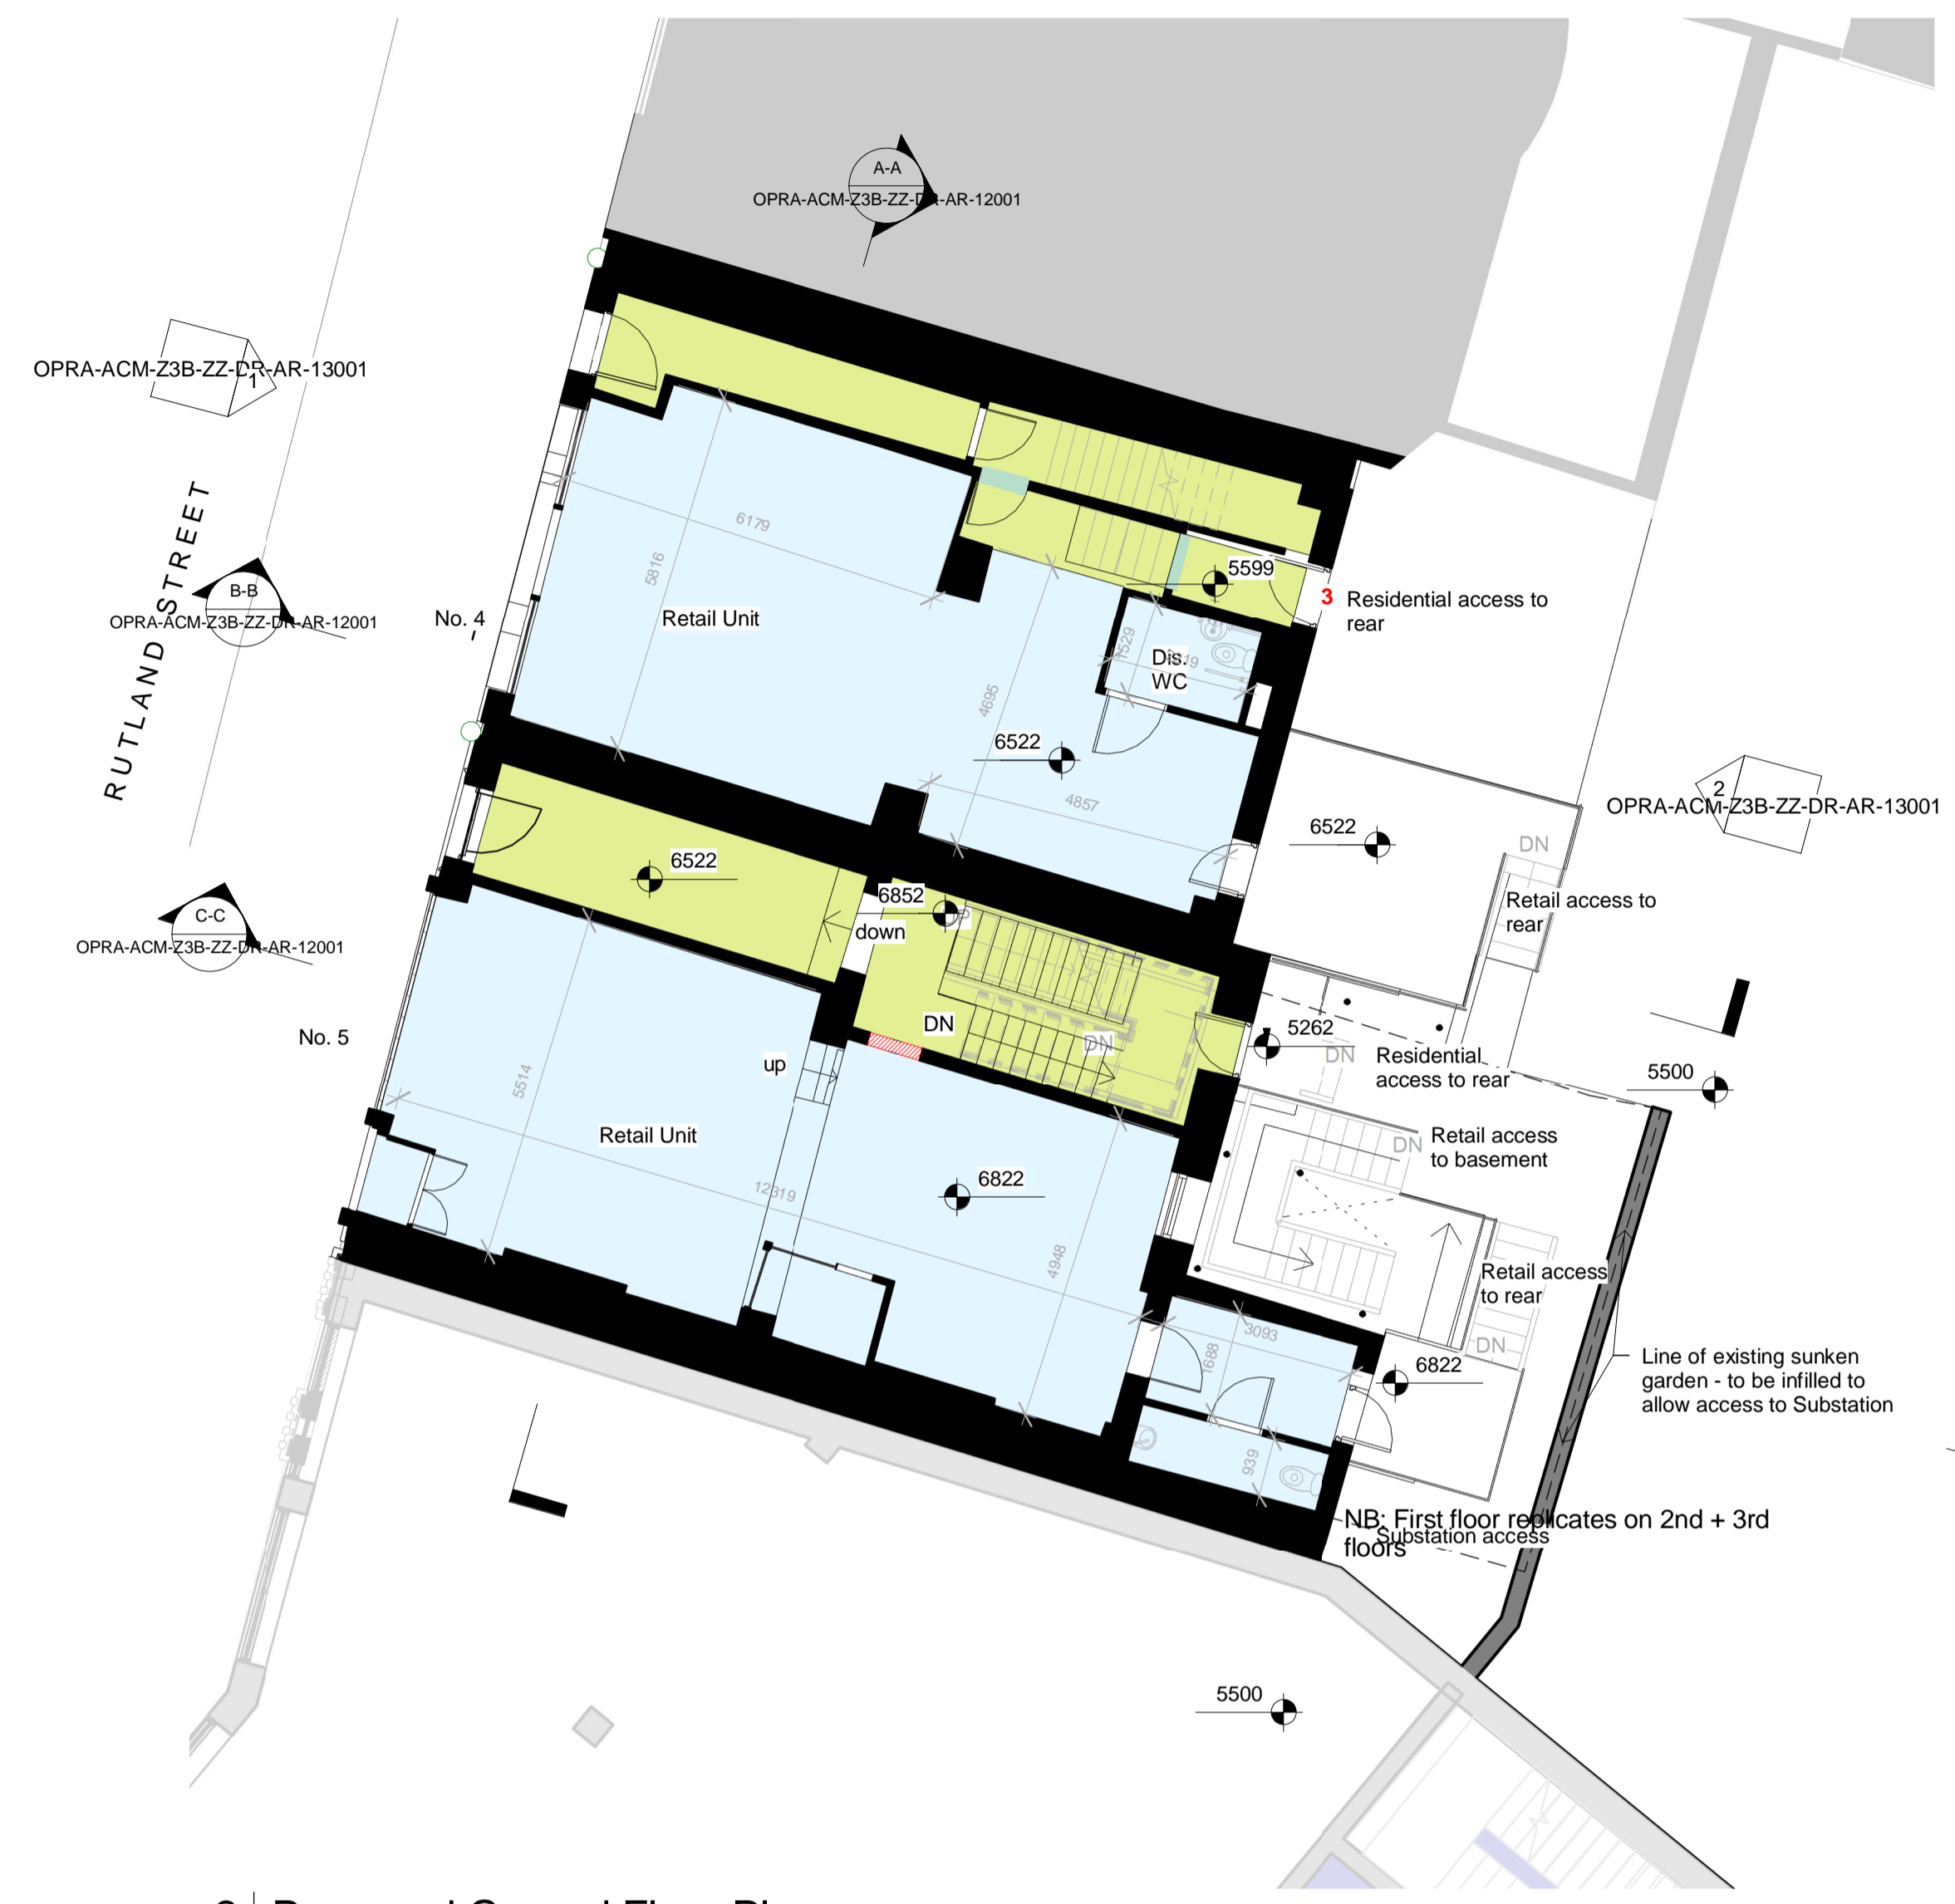 A-A
OPRA-ACM-Z3B-ZZ-DR-AR-12001
OPRA-ACM-Z3B-ZZ-DR-AR-13001
1
RUTLAND STREET
B-B
OPRA-ACM-Z3B-ZZ-DR-AR-12001
No. 4
6179
5816
Retail Unit
5599
3
Residential access to
rear
1529
Dis.
WC
4695
6522
4857
6522
2
OPRA-ACM-Z3B-ZZ-DR-AR-13001
DN
Retail access to
rear
6522
6852
down
C-C
OPRA-ACM-Z3B-ZZ-DR-AR-12001
No. 5
DN
DN
up
5262
DN
Residential
access to rear
5500
5514
Retail Unit
12319
6822
4948
DN
Retail access
to basement
Retail access
to rear
DN
3093
1688
6822
939
Line of existing sunken
garden - to be infilled to
allow access to Substation
NB: First floor replicates on 2nd + 3rd
floors
Substation access
5500